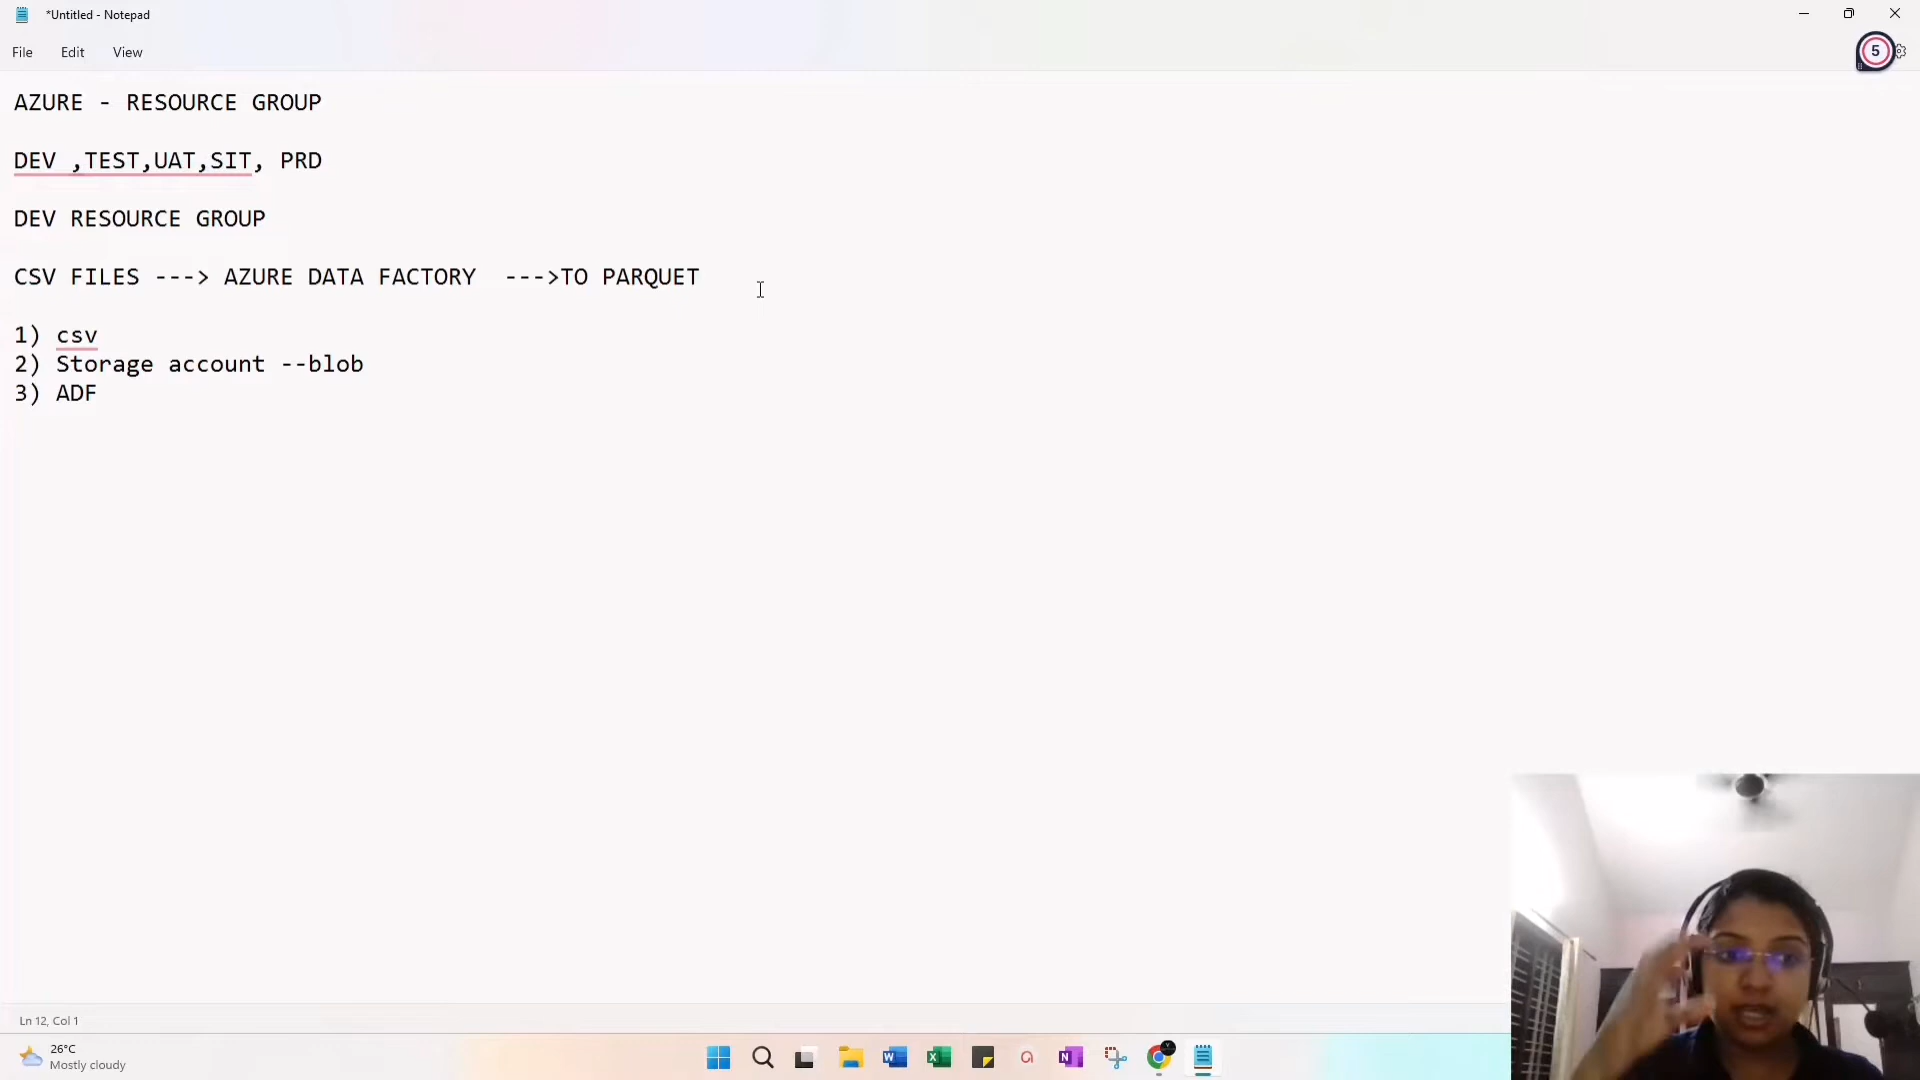 *Untitled - Notepad
File Edit View
5
AZURE - RESOURCE GROUP
DEV ,TEST,UAT,SIT, PRD
DEV RESOURCE GROUP
CSV FILES ---> AZURE DATA FACTORY  --->TO PARQUET
1) csv
2) Storage account --blob
3) ADF
Ln 12, Col 1
26°C
Mostly cloudy